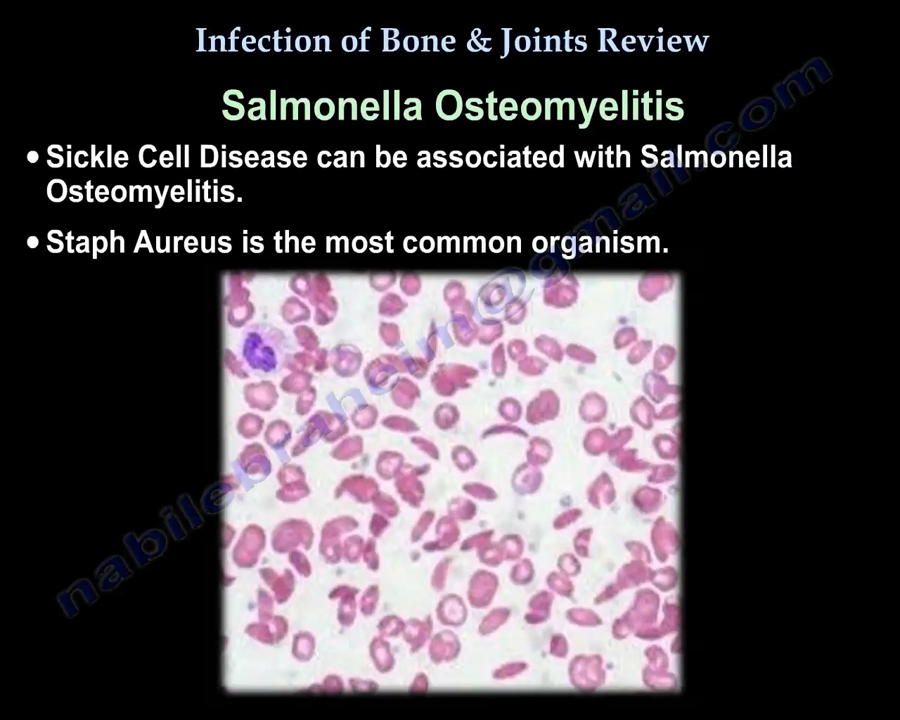 Infection of Bone & Joints Review
Salmonella Osteomyelitis
• Sickle Cell Disease can be associated with Salmonella
Osteomyelitis.
• Staph Aureus is the most common organism.
nabilebraheim@gmail.com